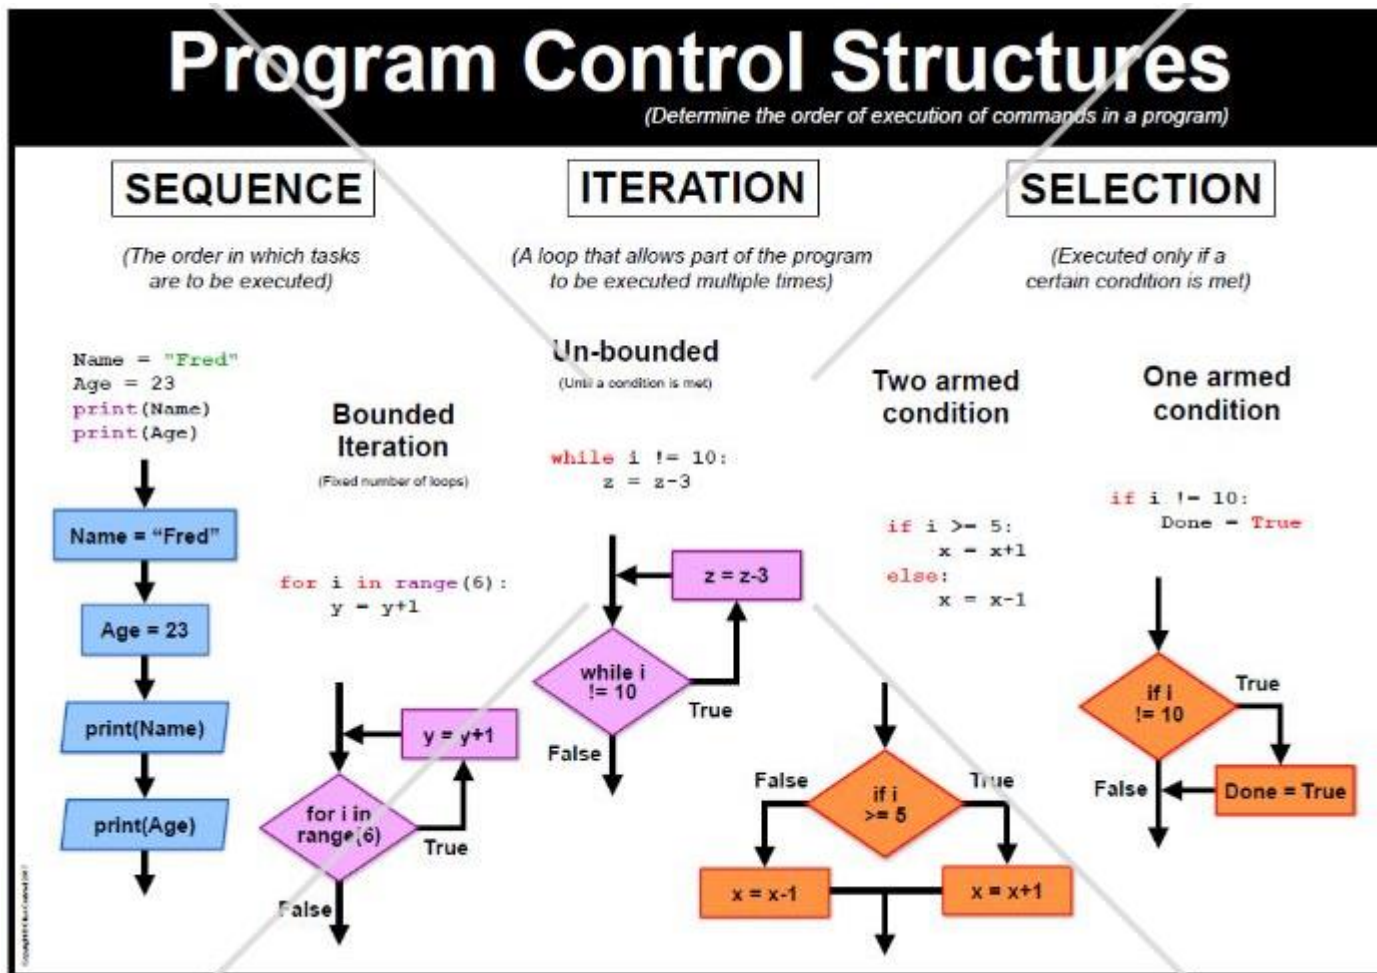 Program Control Structures
(Determine the order of execution of commands in a program)
SEQUENCE
(The order in which tasks
are to be executed)
Name = "Fred"
Age = 23
print(Name)
print(Age)
Name = “Fred”
Age = 23
print(Name)
print(Age)
ITERATION
(A loop that allows part of the program
to be executed multiple times)
Bounded
Iteration
(Fixed number of loops)
for i in range(6):
    y = y+1
y = y+1
for i in
range(6)
True
False
Un-bounded
(Until a condition is met)
while i != 10:
    z = z-3
z = z-3
while i
!= 10
True
False
SELECTION
(Executed only if a
certain condition is met)
Two armed
condition
if i >= 5:
    x = x+1
else:
    x = x-1
False
True
if i
>= 5
x = x-1
x = x+1
One armed
condition
if i != 10:
    Done = True
if i
!= 10
True
False
Done = True